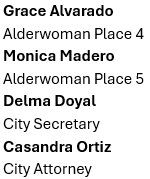 Grace Alvarado
Alderwoman Place 4
Monica Madero
Alderwoman Place 5
Delma Doyal
City Secretary
Casandra Ortiz
City Attorney